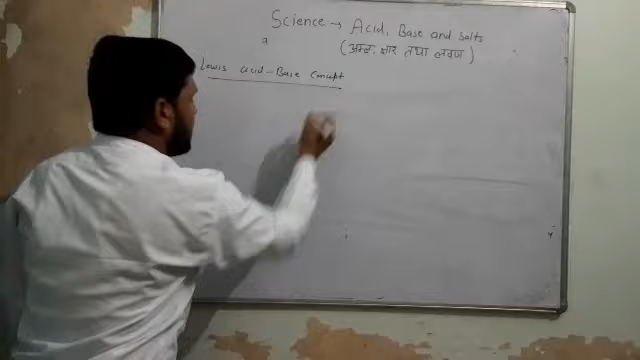 Science → Acid, Base and Salts
(अम्ल, क्षार तथा लवण)
Lewis Acid-Base Concept